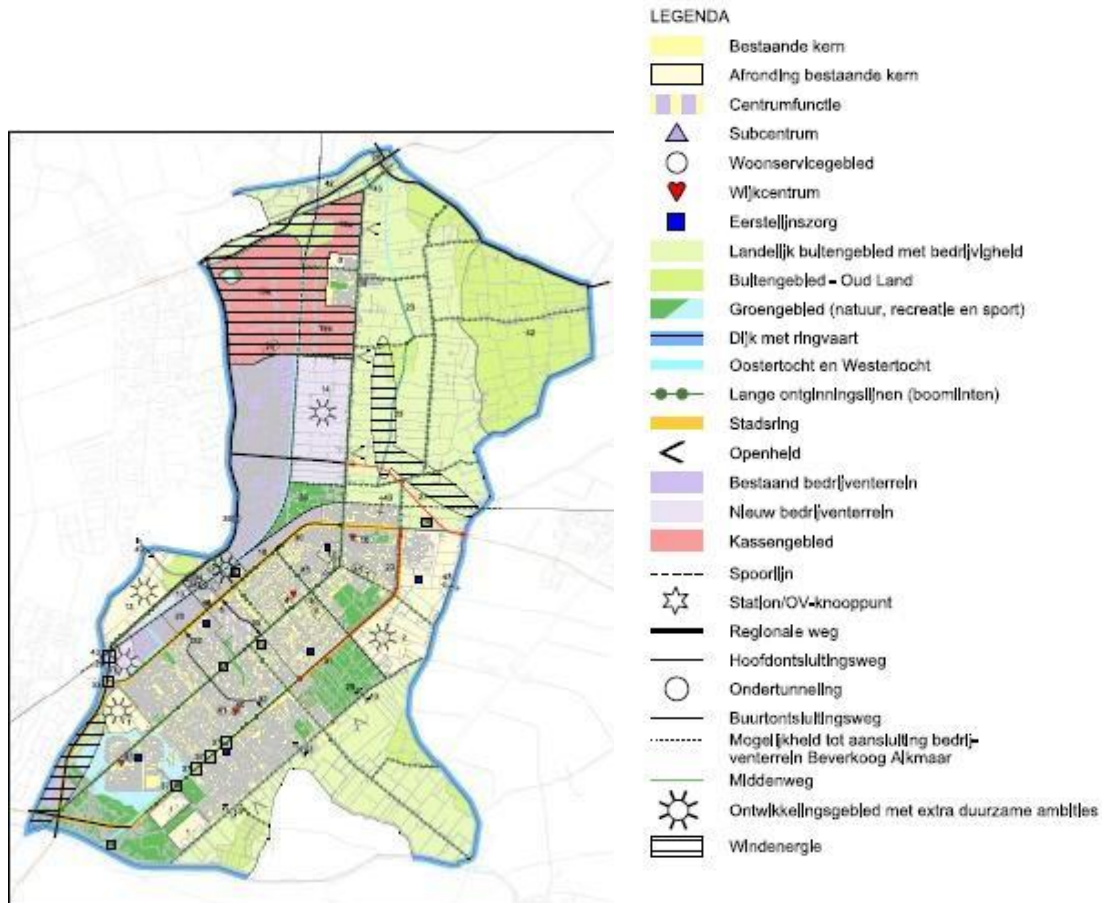 LEGENDA
Bestaande kern
Afronding bestaande kern
Centrumfunctie
Subcentrum
Woonservicegebied
Wijkcentrum
Eerstelijnszorg
Landelijk buitengebied met bedrijvigheid
Buitengebied - Oud Land
Groengebied (natuur, recreatie en sport)
Dijk met ringvaart
Oostertocht en Westertocht
Lange ontginningslijnen (boomlinten)
Stadsring
Openheid
Bestaand bedrijventerrein
Nieuw bedrijventerrein
Kassengebied
Spoorlijn
Station/OV-knooppunt
Regionale weg
Hoofdontsluitingsweg
Ondertunneling
Buurtontsluitingsweg
Mogelijkheid tot aansluiting bedrij-
venterrein Beverkoog Alkmaar
Middenweg
Ontwikkelingsgebied met extra duurzame ambities
Windenergie
42
42
14